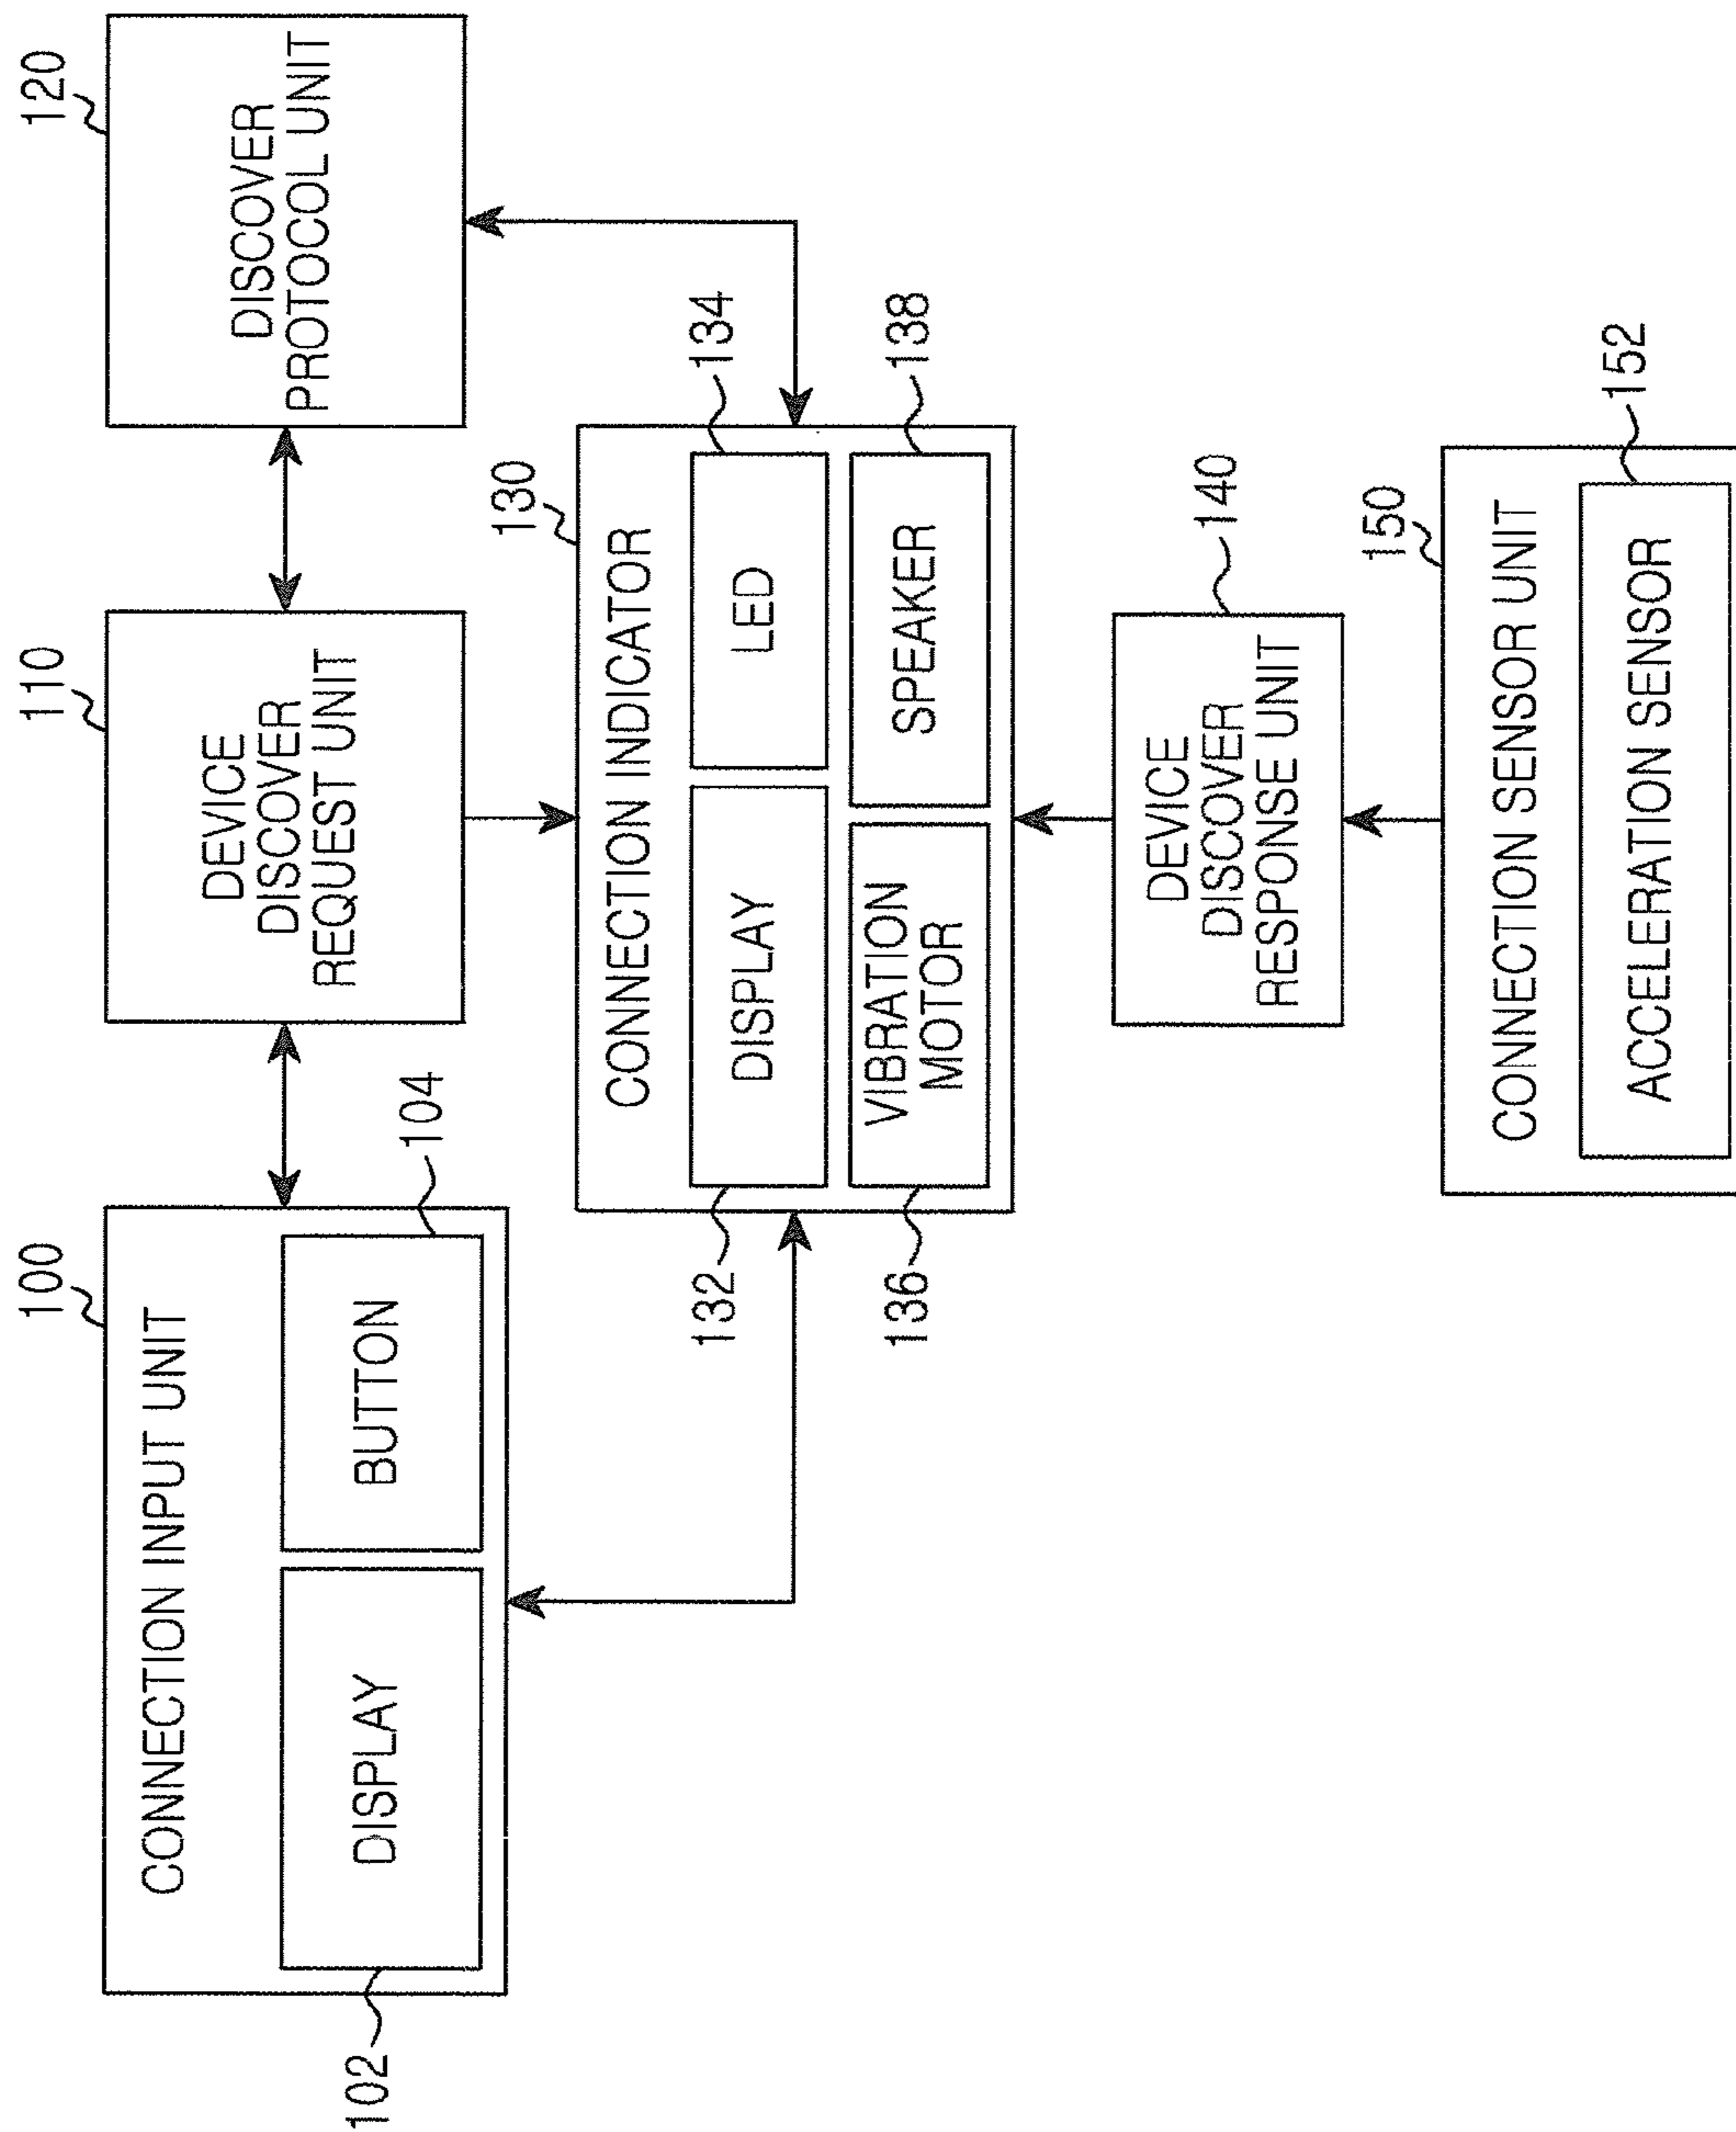 100
CONNECTION INPUT UNIT
DISPLAY
102
BUTTON
104
110
DEVICE
DISCOVER
REQUEST UNIT
120
DISCOVER
PROTOCOL UNIT
130
CONNECTION INDICATOR
DISPLAY
132
LED
134
VIBRATION
MOTOR
136
SPEAKER
138
DEVICE
DISCOVER
RESPONSE UNIT
140
150
CONNECTION SENSOR UNIT
ACCELERATION SENSOR
152